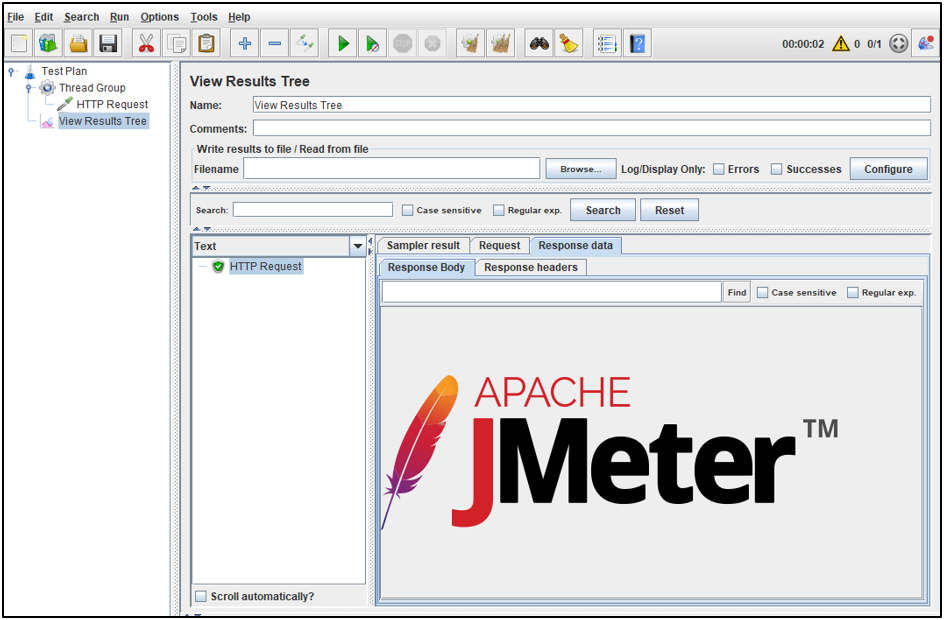 File Edit Search Run Options Tools Help
00:00:02 0 0/1
Test Plan
Thread Group
HTTP Request
View Results Tree
View Results Tree
Name: View Results Tree
Comments:
Write results to file / Read from file
Filename Browse... Log/Display Only: Errors Successes Configure
Search: Case sensitive Regular exp. Search Reset
Text
HTTP Request
Scroll automatically?
Sampler result Request Response data
Response Body Response headers
Find Case sensitive Regular exp.
APACHE
JMeter TM